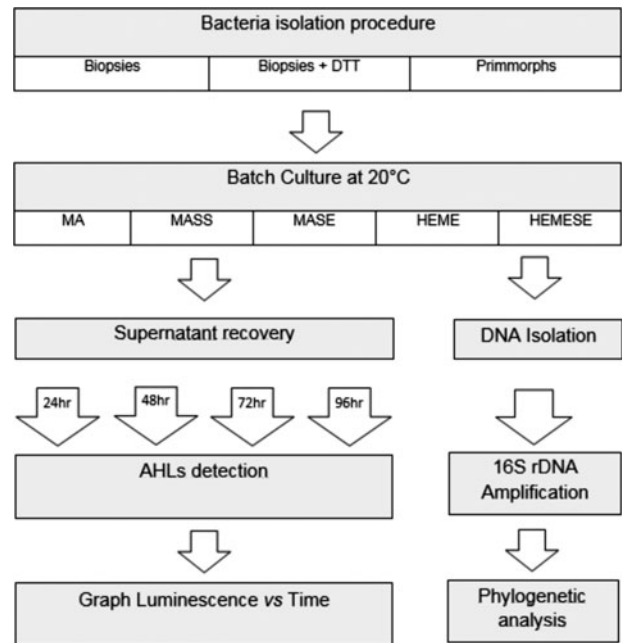 Bacteria isolation procedure
Biopsies Biopsies + DTT Primmorphs
Batch Culture at 20°C
MA MASS MASE HEME HEMESE
Supernatant recovery
DNA Isolation
24hr 48hr 72hr 96hr
AHLs detection
16S rDNA
Amplification
Graph Luminescence vs Time
Phylogenetic
analysis